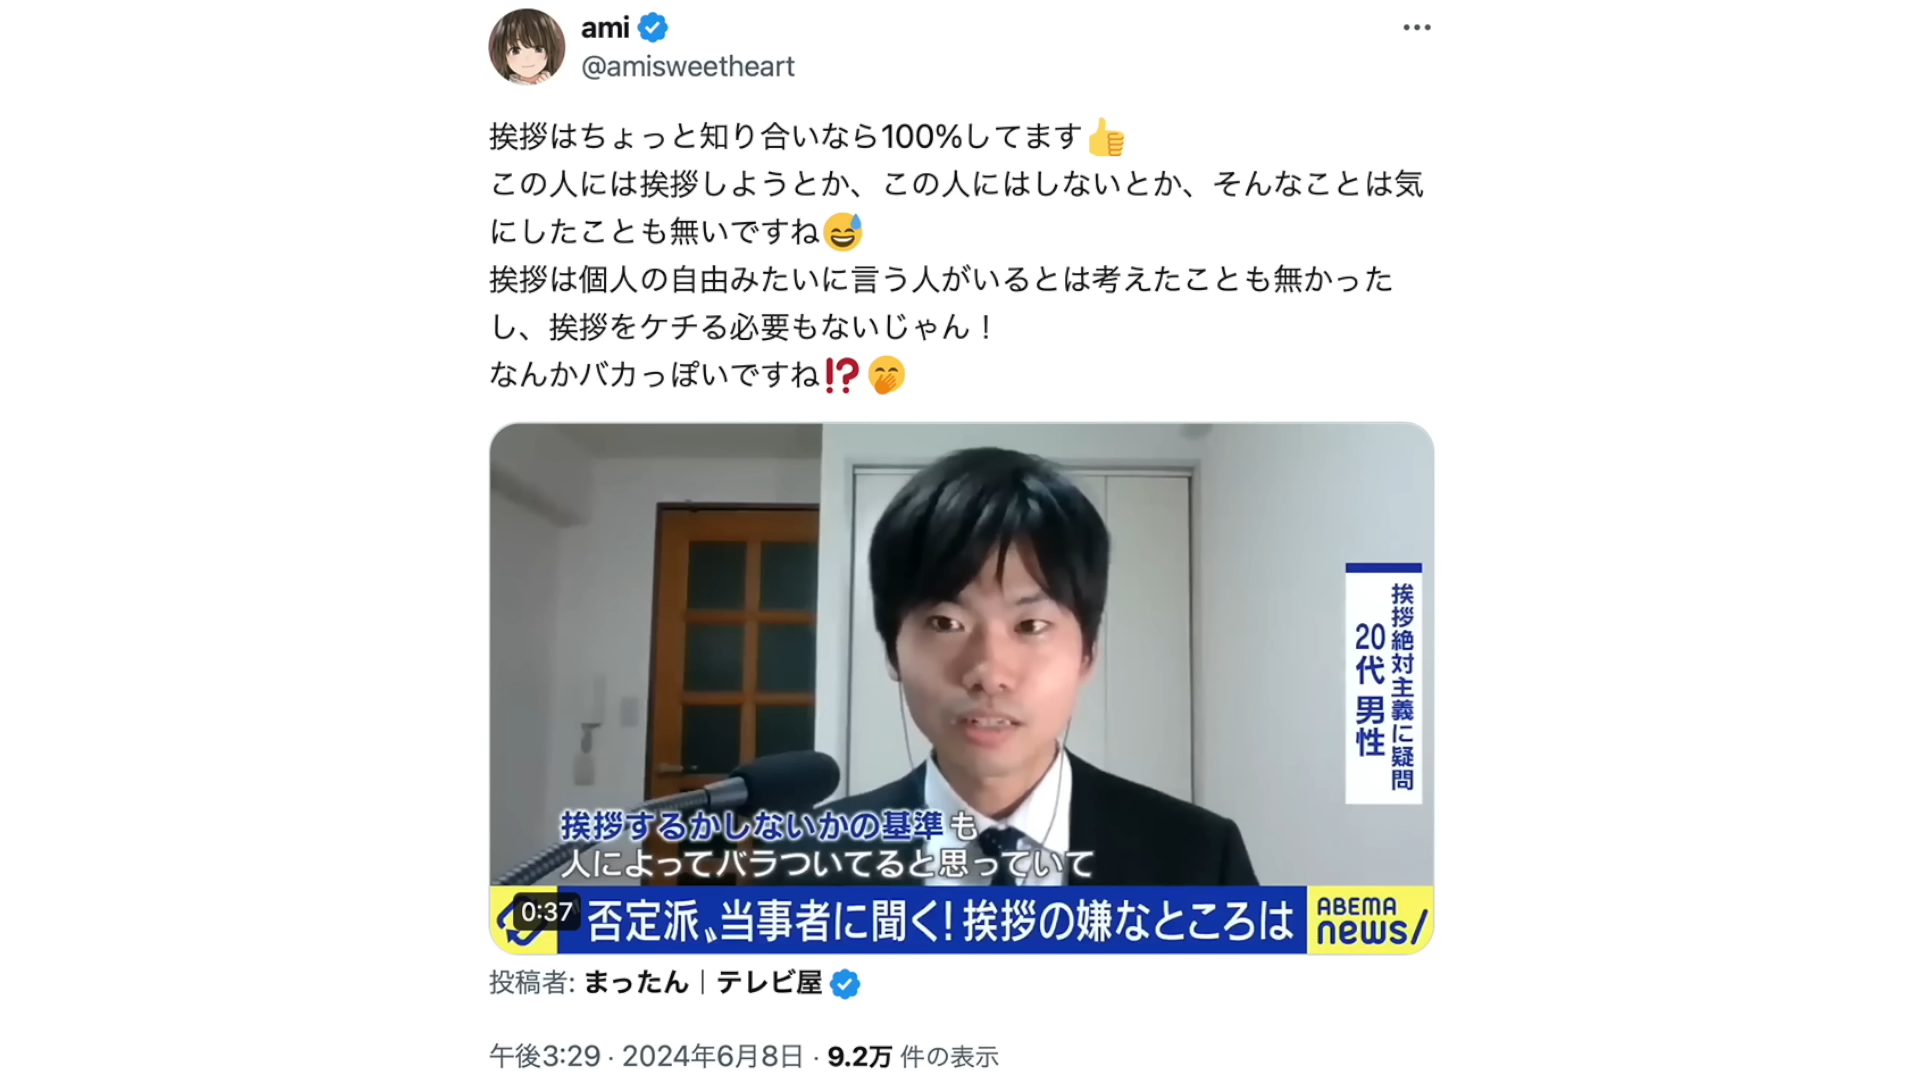 ami
@amisweetheart
挨拶はちょっと知り合いなら100%してます👍
この人には挨拶しようとか、この人にはしないとか、そんなことは気
にしたことも無いですね😅
挨拶は個人の自由みたいに言う人がいるとは考えたことも無かった
し、挨拶をケチる必要もないじゃん！
なんかバカっぽいですね⁉️🤭
挨拶絶対主義に疑問
20代 男性
挨拶するかしないかの基準も
人によってバラついてると思っていて
0:37
否定派〟当事者に聞く!挨拶の嫌なところは
ABEMA
news/
投稿者: まったん｜テレビ屋
午後3:29 · 2024年6月8日 · 9.2万 件の表示